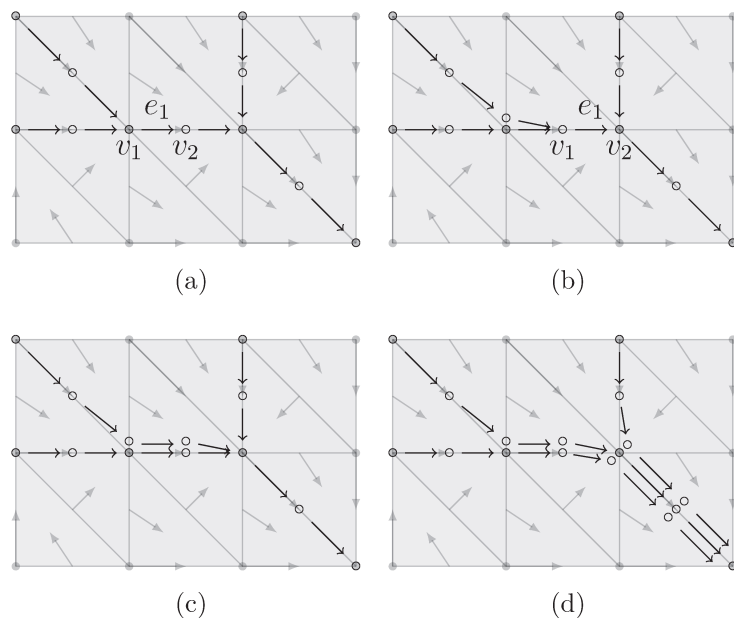 e₁
v₁ v₂
e₁
v₁ v₂
(a)
(b)
(c)
(d)